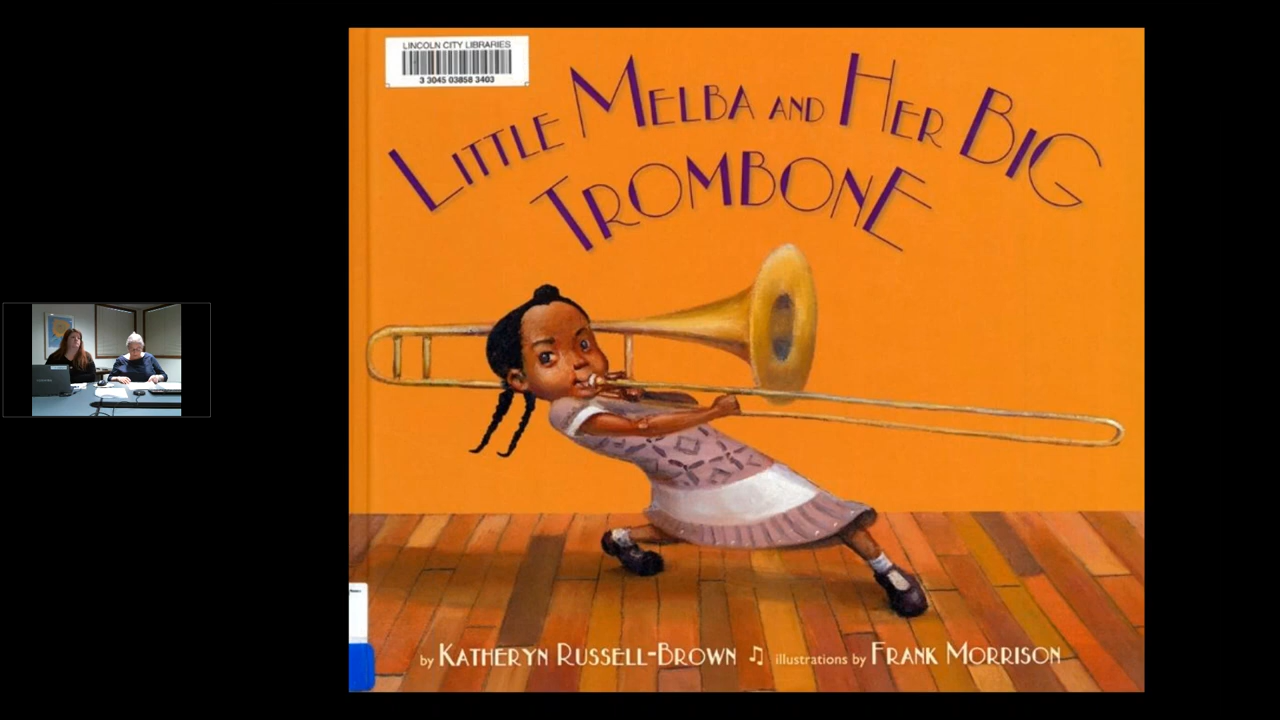 LINCOLN CITY LIBRARIES
3 3045 03858 3403
LITTLE MELBA AND HER BIG
TROMBONE
by KATHERYN RUSSELL-BROWN illustrations by FRANK MORRISON